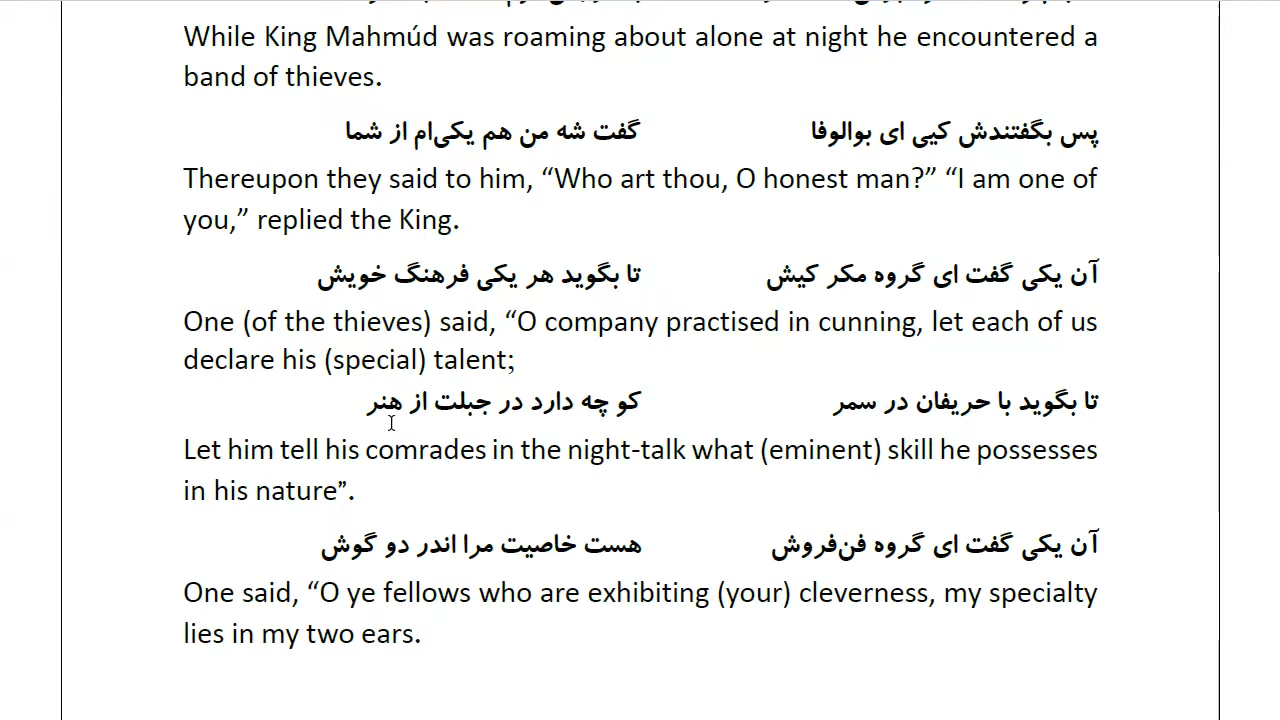 While King Mahmúd was roaming about alone at night he encountered a
band of thieves.
پس بگفتندش کیی ای بوالوفا گفت شه من هم یکی‌ام از شما
Thereupon they said to him, “Who art thou, O honest man?” “I am one of
you,” replied the King.
آن یکی گفت ای گروه مکر کیش تا بگوید هر یکی فرهنگ خویش
One (of the thieves) said, “O company practised in cunning, let each of us
declare his (special) talent;
تا بگوید با حریفان در سمر کو چه دارد در جبلت از هنر
Let him tell his comrades in the night-talk what (eminent) skill he possesses
in his nature”.
آن یکی گفت ای گروه فن‌فروش هست خاصیت مرا اندر دو گوش
One said, “O ye fellows who are exhibiting (your) cleverness, my specialty
lies in my two ears.